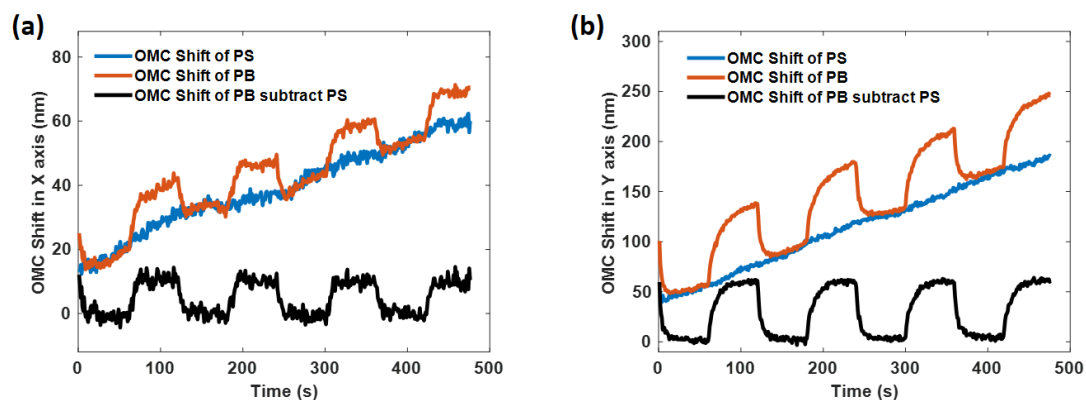 (a)
OMC Shift in X axis (nm)
80
60
40
20
0
OMC Shift of PS
OMC Shift of PB
OMC Shift of PB subtract PS
0 100 200 300 400 500
Time (s)
(b)
OMC Shift in Y axis (nm)
300
250
200
150
100
50
0
OMC Shift of PS
OMC Shift of PB
OMC Shift of PB subtract PS
0 100 200 300 400 500
Time (s)